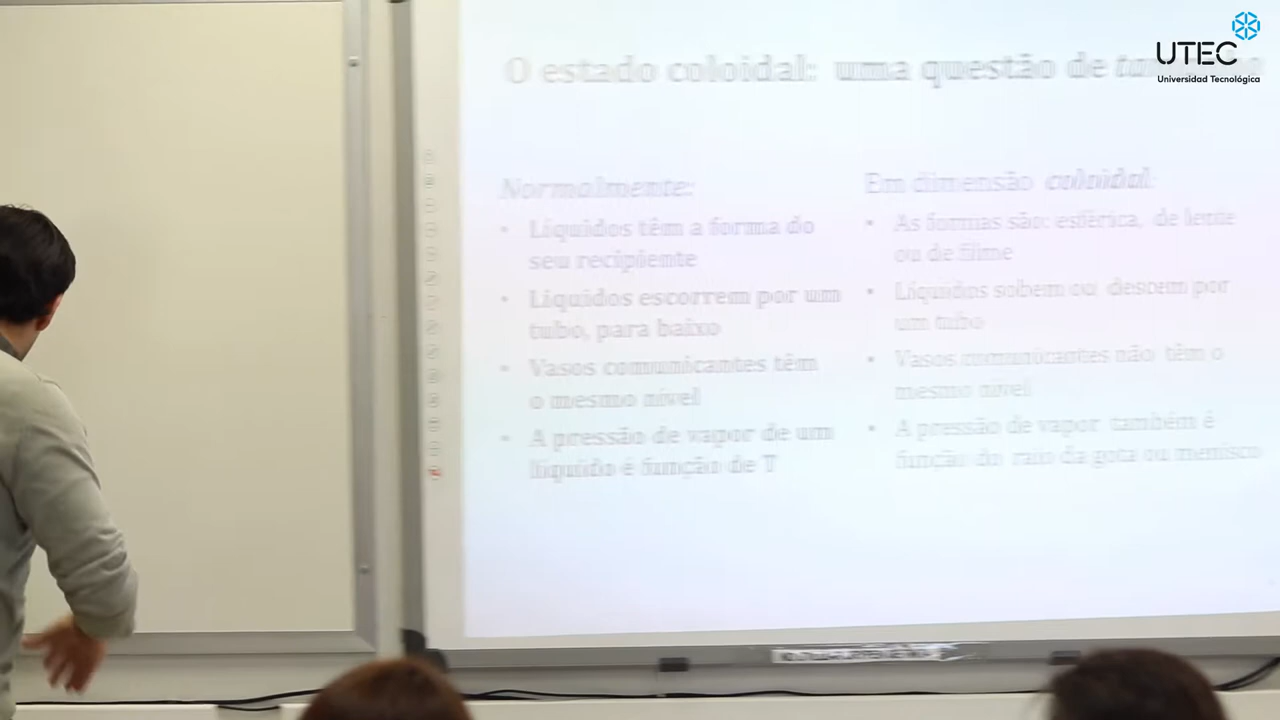 UTEC
Universidad Tecnológica
O estado coloidal: uma questão de
Normalmente:
• Líquidos têm a forma do
seu recipiente
• Líquidos escorrem por um
tubo, para baixo
• Vasos comunicantes têm
o mesmo nível
• A pressão de vapor de um
líquido é função de T
Em dimensão coloidal:
• As formas são: esférica, de lente
ou de filme
• Líquidos sobem ou descem por
um tubo
• Vasos comunicantes não têm o
mesmo nível
• A pressão de vapor também é
função do raio da gota ou menisco